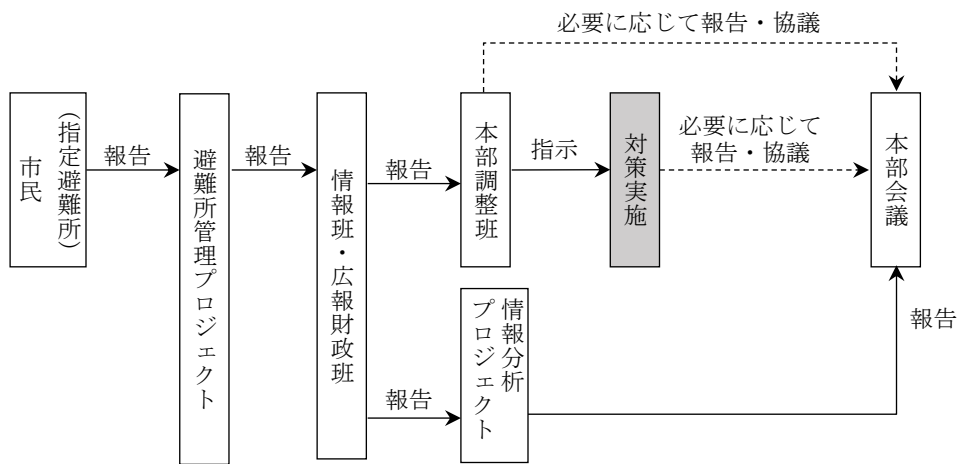 必要に応じて報告・協議
市民
(指定避難所)
報告
避難所管理プロジェクト
報告
情報班・広報財政班
報告
本部調整班
指示
対策実施
必要に応じて
報告・協議
本部会議
報告
情報分析
プロジェクト
報告